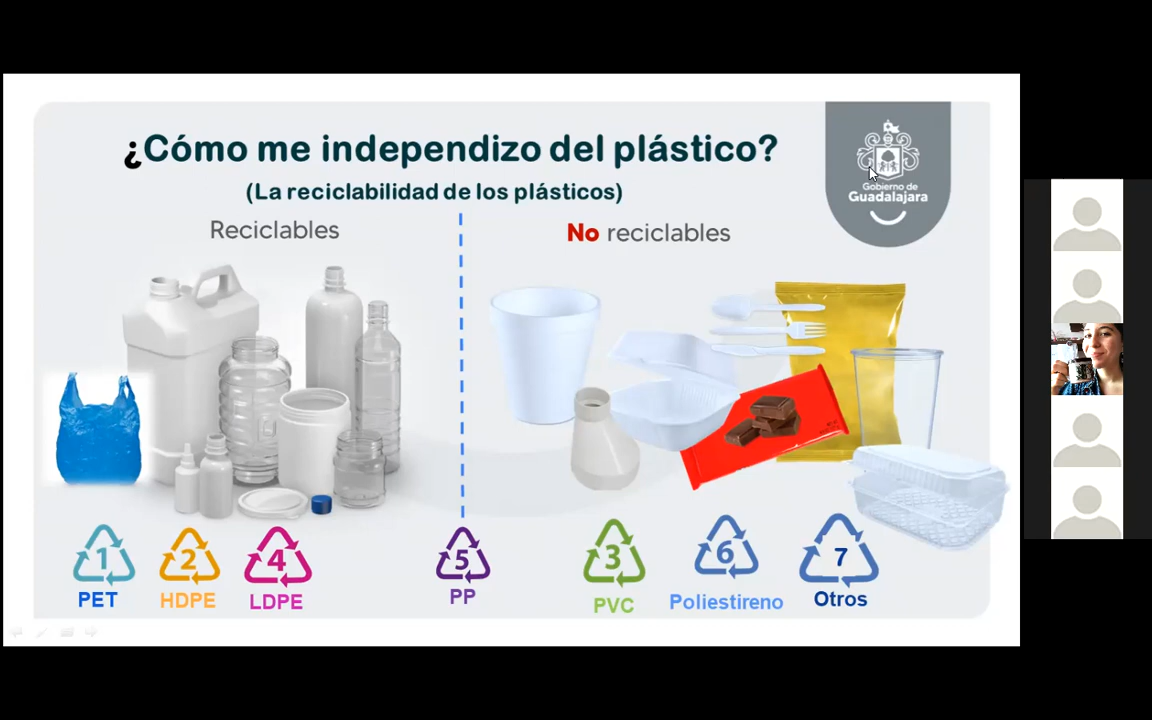 ¿Cómo me independizo del plástico?
(La reciclabilidad de los plásticos)
Gobierno de
Guadalajara
Reciclables
No reciclables
1
PET
2
HDPE
4
LDPE
5
PP
3
PVC
6
Poliestireno
7
Otros